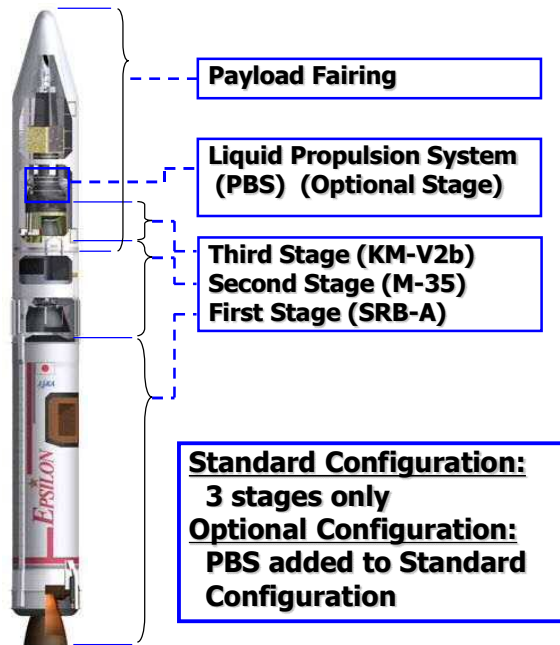 Payload Fairing
Liquid Propulsion System
(PBS) (Optional Stage)
Third Stage (KM-V2b)
Second Stage (M-35)
First Stage (SRB-A)
JAXA
EPSILON
Standard Configuration:
3 stages only
Optional Configuration:
PBS added to Standard
Configuration